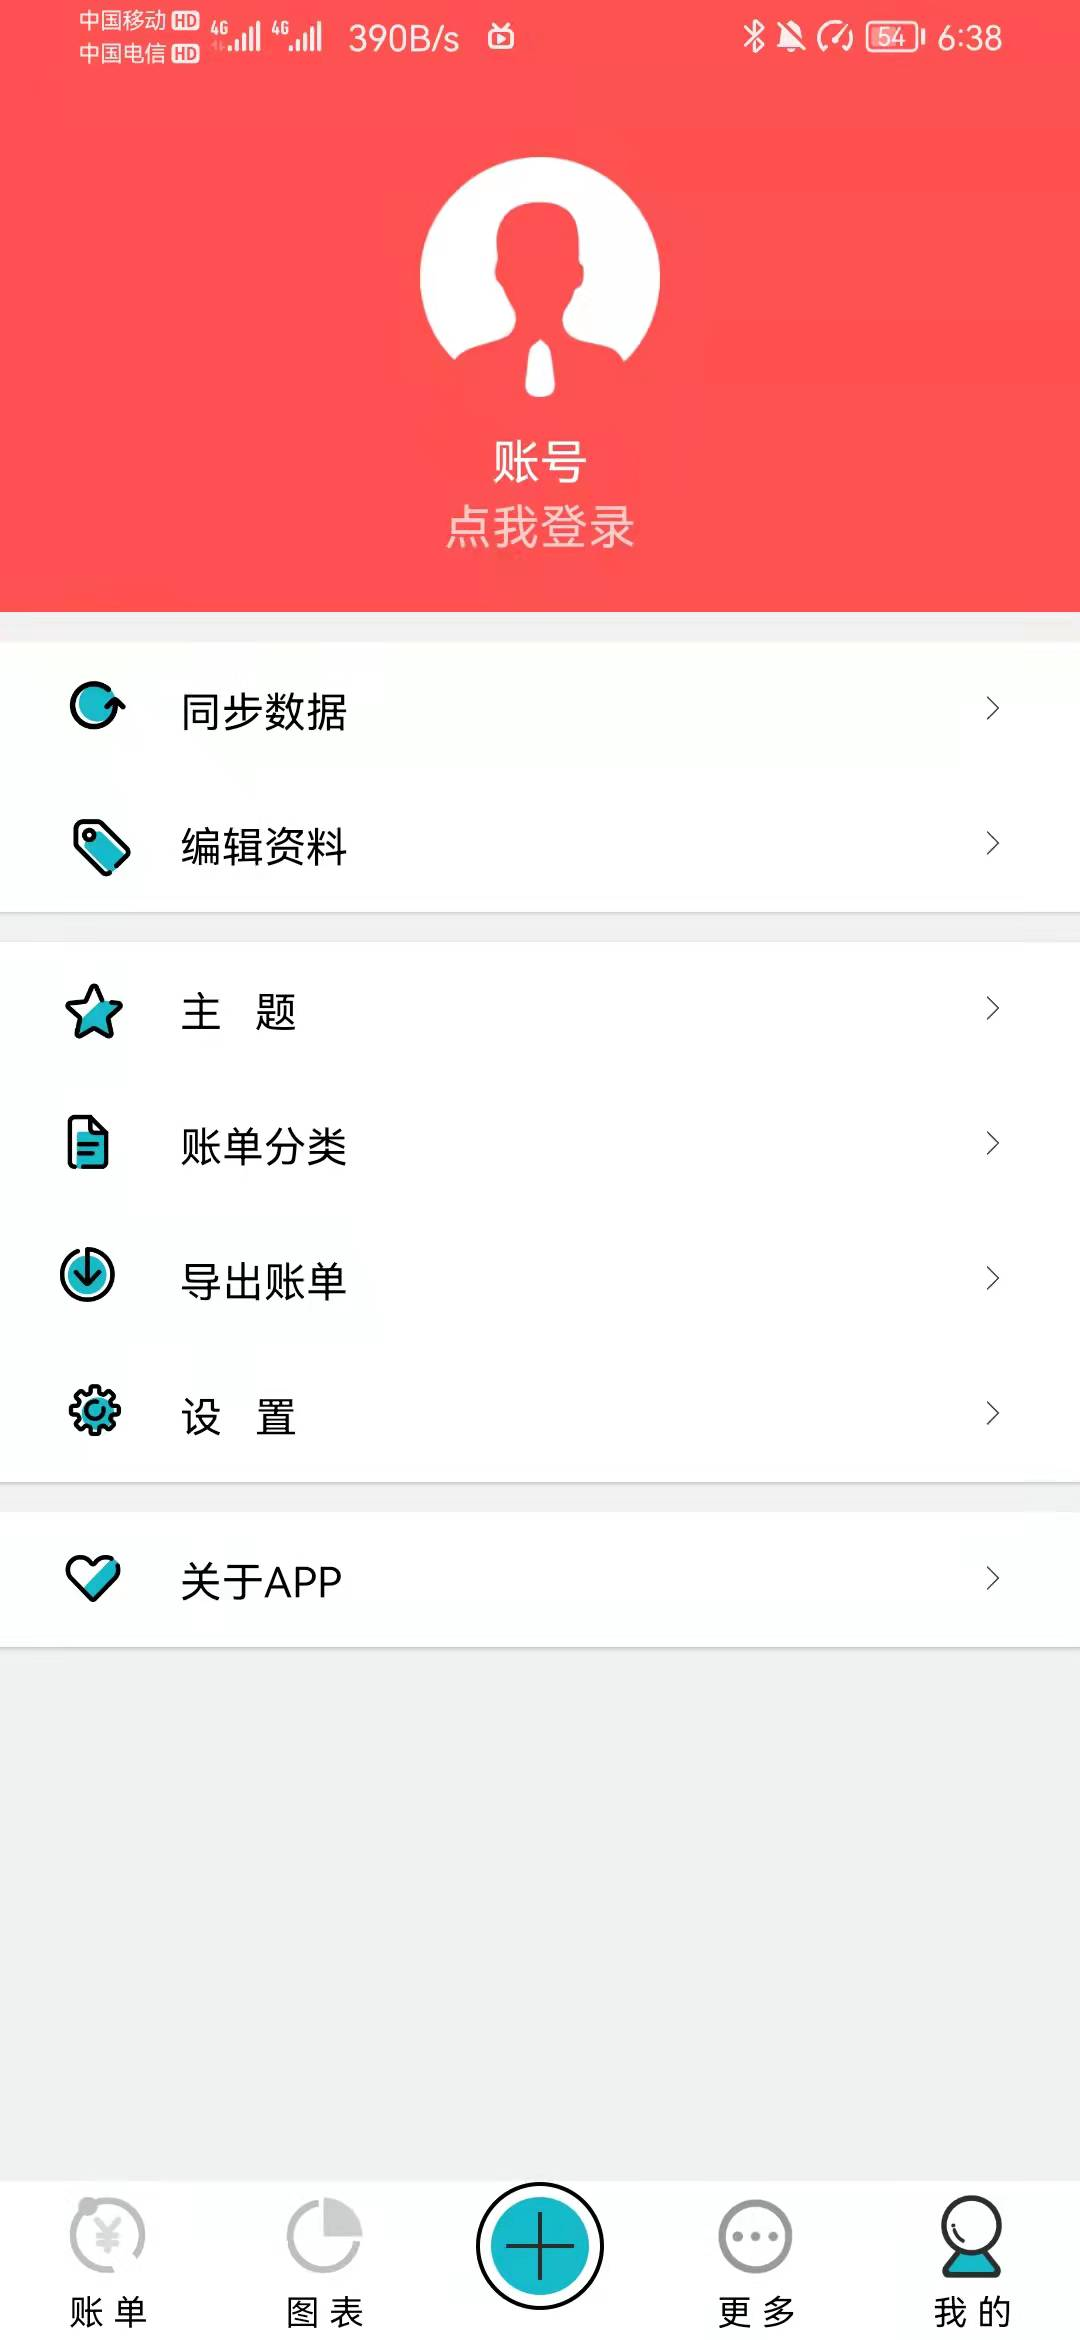 中国移动 HD 4G 4G 390B/s 54 6:38
中国电信 HD
账号
点我登录
同步数据
编辑资料
主 题
账单分类
导出账单
设 置
关于APP
¥
账 单 图 表 更 多 我 的